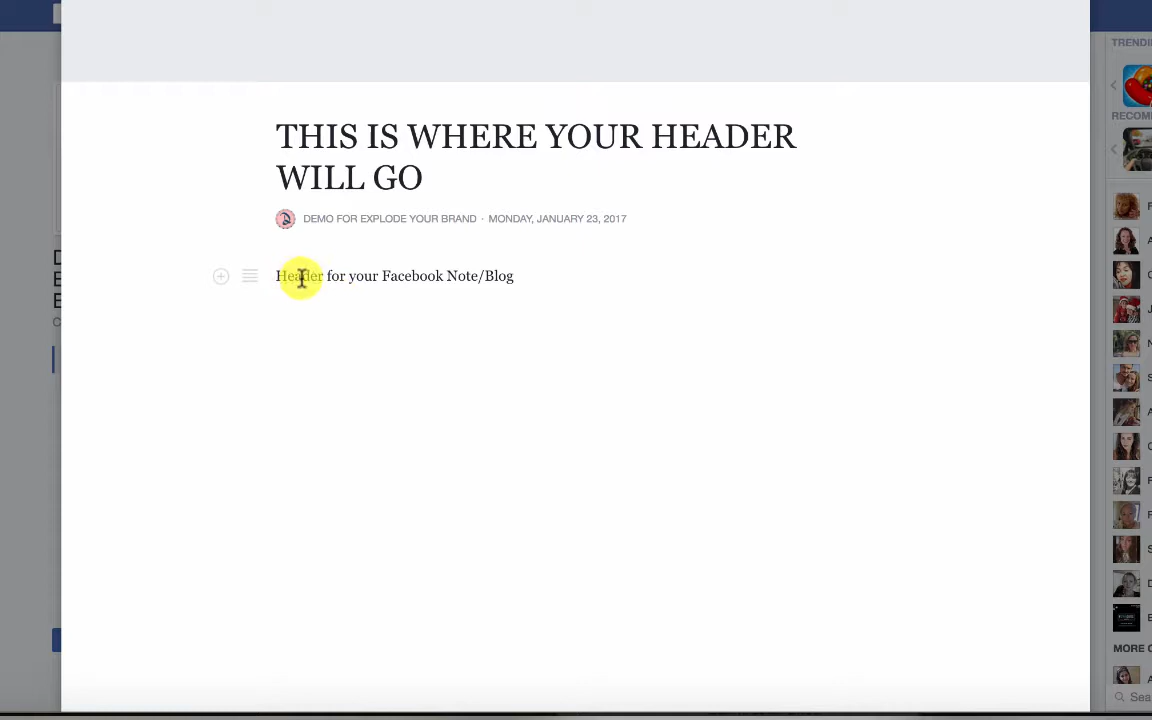 THIS IS WHERE YOUR HEADER
WILL GO
DEMO FOR EXPLODE YOUR BRAND · MONDAY, JANUARY 23, 2017
Header for your Facebook Note/Blog
TRENDI
RECOM
MORE C
Sea